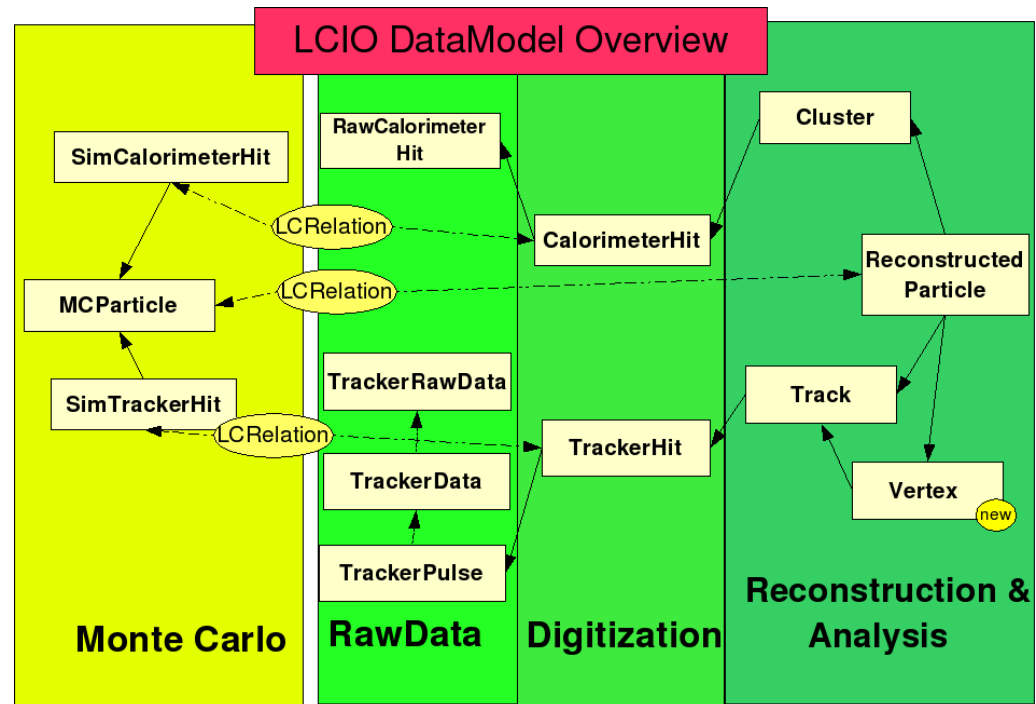 LCIO DataModel Overview
SimCalorimeterHit
LCRelation
MCParticle
LCRelation
SimTrackerHit
LCRelation
Monte Carlo
RawCalorimeter
Hit
TrackerRawData
TrackerData
TrackerPulse
RawData
CalorimeterHit
TrackerHit
Digitization
Cluster
Reconstructed
Particle
Track
Vertex
new
Reconstruction &
Analysis